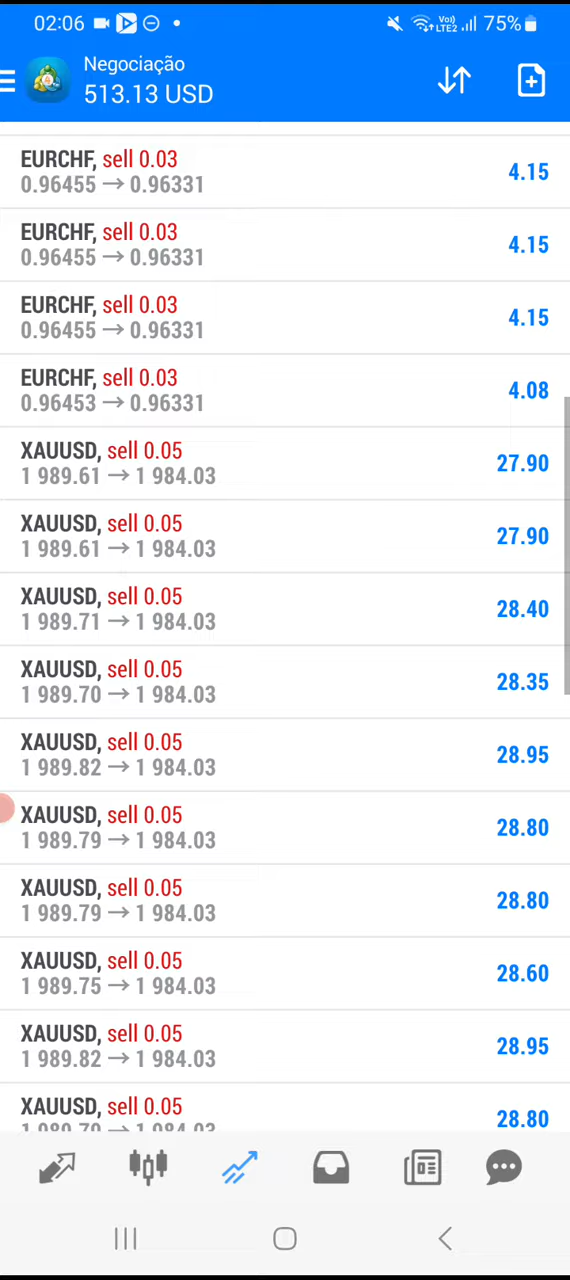 02:06
Vo)) LTE2 75%
Negociação
513.13 USD
EURCHF, sell 0.03
0.96455 → 0.96331
4.15
EURCHF, sell 0.03
0.96455 → 0.96331
4.15
EURCHF, sell 0.03
0.96455 → 0.96331
4.15
EURCHF, sell 0.03
0.96453 → 0.96331
4.08
XAUUSD, sell 0.05
1 989.61 → 1 984.03
27.90
XAUUSD, sell 0.05
1 989.61 → 1 984.03
27.90
XAUUSD, sell 0.05
1 989.71 → 1 984.03
28.40
XAUUSD, sell 0.05
1 989.70 → 1 984.03
28.35
XAUUSD, sell 0.05
1 989.82 → 1 984.03
28.95
XAUUSD, sell 0.05
1 989.79 → 1 984.03
28.80
XAUUSD, sell 0.05
1 989.79 → 1 984.03
28.80
XAUUSD, sell 0.05
1 989.75 → 1 984.03
28.60
XAUUSD, sell 0.05
1 989.82 → 1 984.03
28.95
XAUUSD, sell 0.05
1 989.79 → 1 984.03
28.80